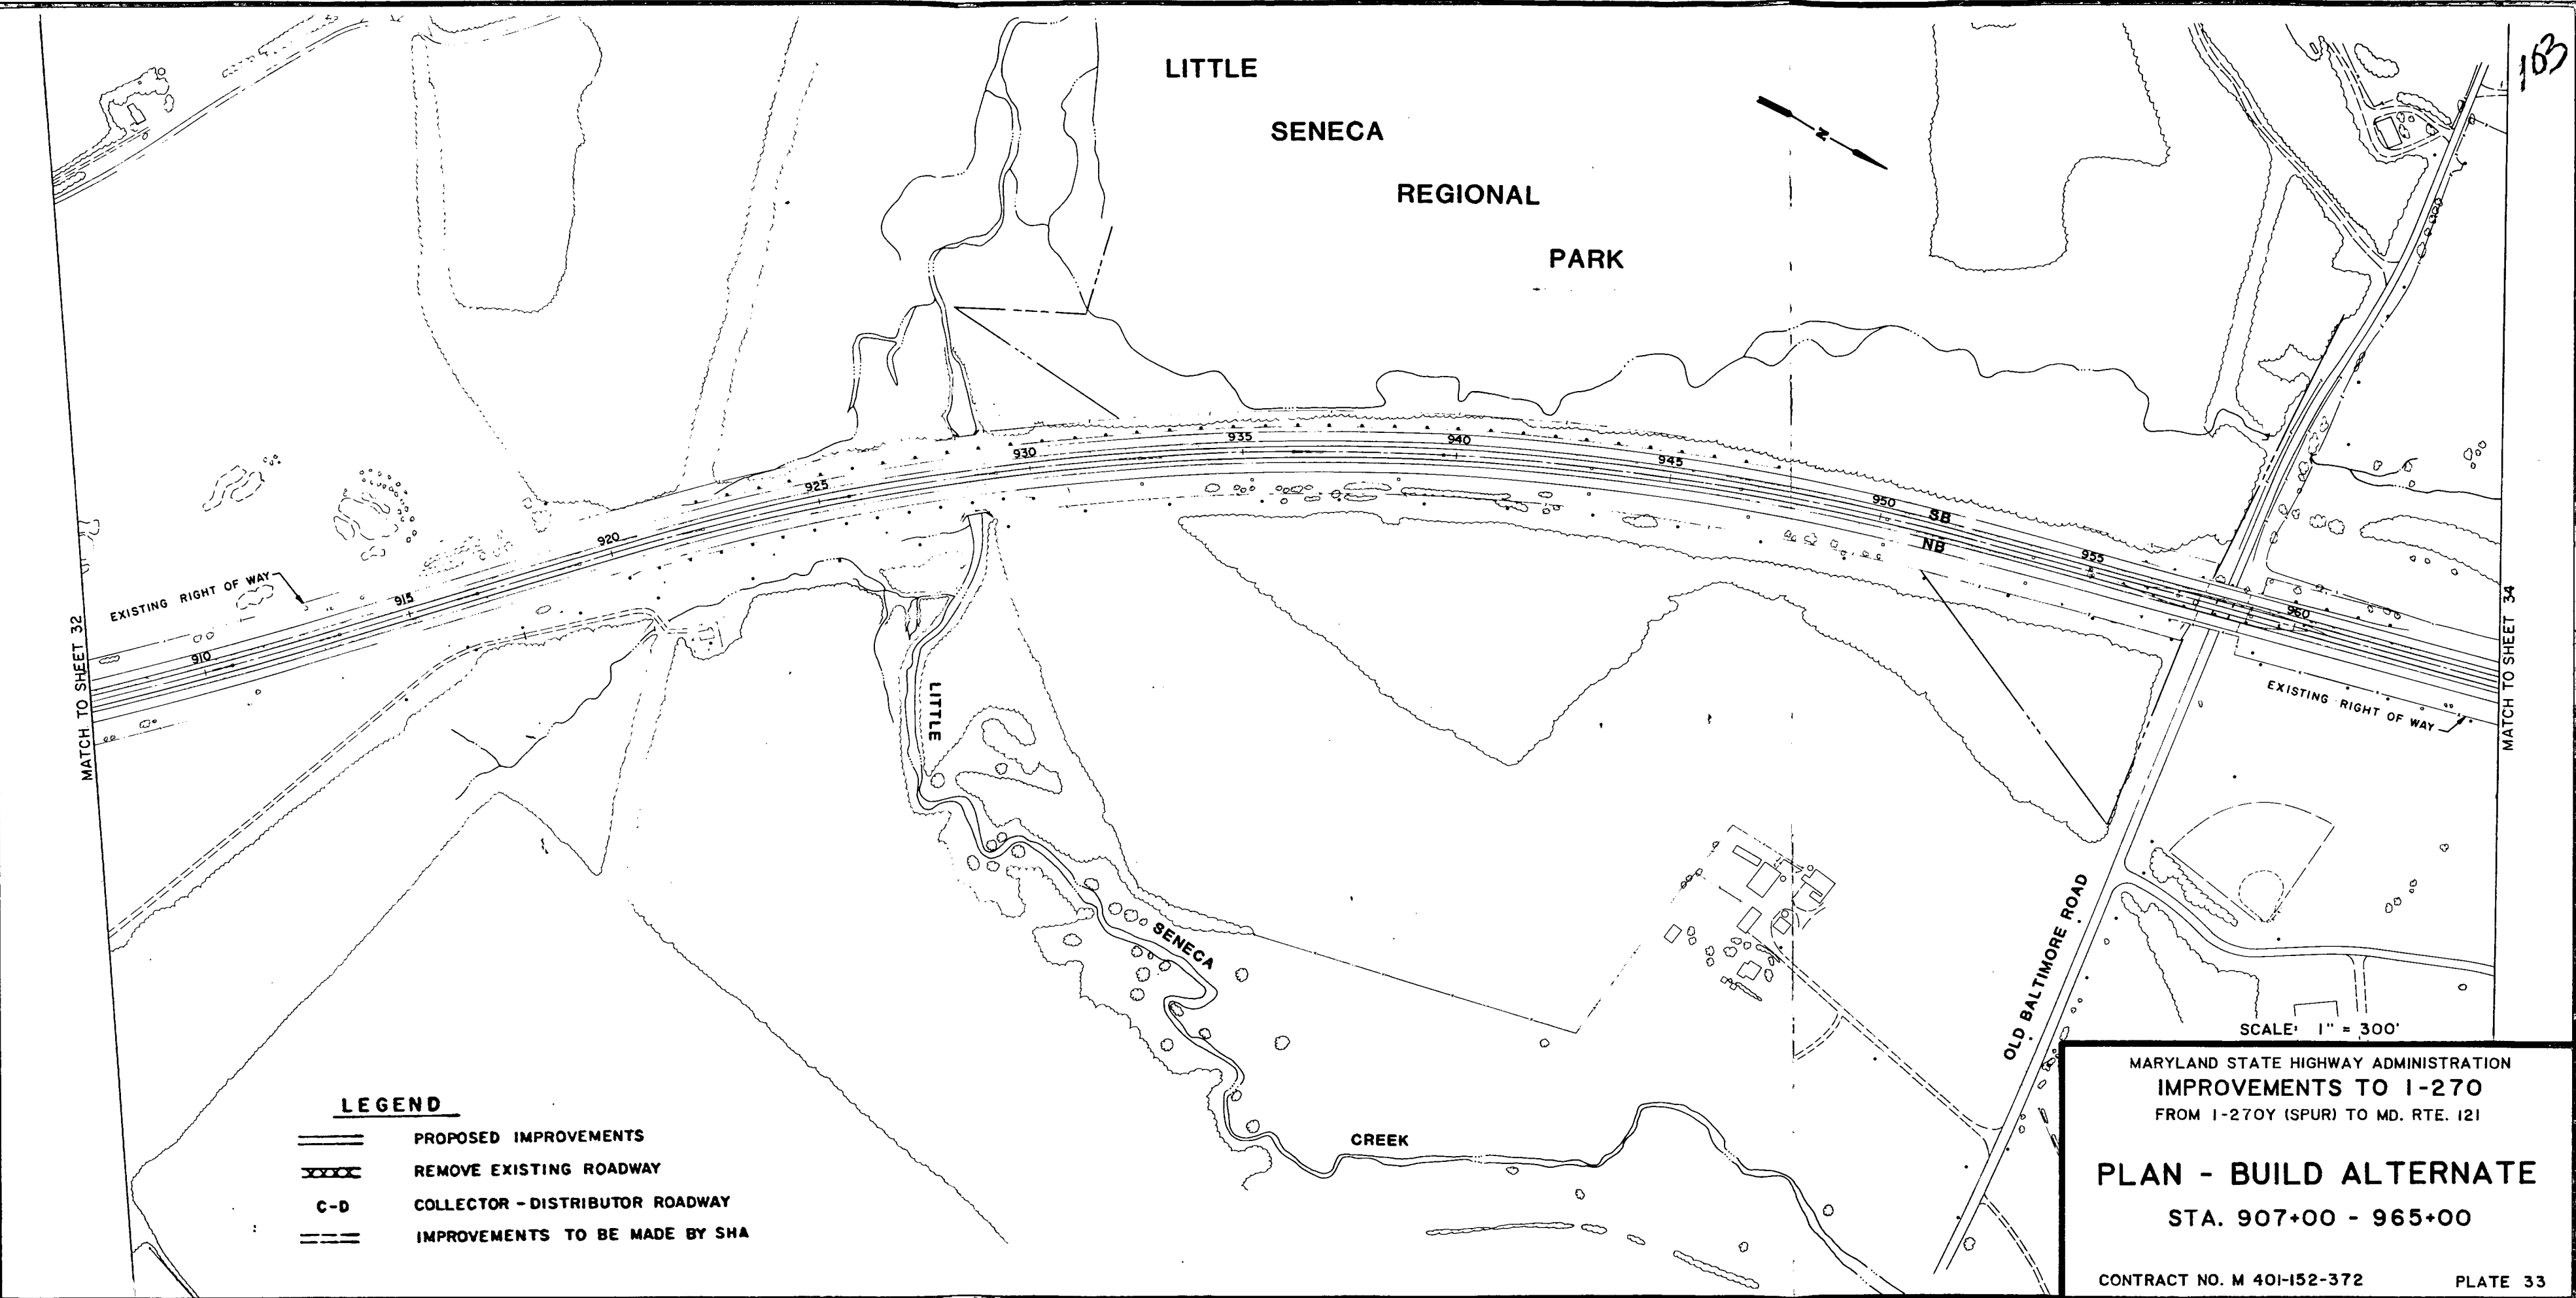 163
LITTLE
SENECA
REGIONAL
PARK
N
935
940
930
945
925
950
SB
920
NB
955
915
960
910
EXISTING RIGHT OF WAY
EXISTING RIGHT OF WAY
MATCH TO SHEET 32
MATCH TO SHEET 34
LITTLE
SENECA
CREEK
OLD BALTIMORE ROAD
SCALE: 1" = 300'
LEGEND
PROPOSED IMPROVEMENTS
XXXX REMOVE EXISTING ROADWAY
C-D COLLECTOR - DISTRIBUTOR ROADWAY
IMPROVEMENTS TO BE MADE BY SHA
MARYLAND STATE HIGHWAY ADMINISTRATION
IMPROVEMENTS TO I-270
FROM I-270Y (SPUR) TO MD. RTE. 121
PLAN - BUILD ALTERNATE
STA. 907+00 - 965+00
CONTRACT NO. M 401-152-372 PLATE 33